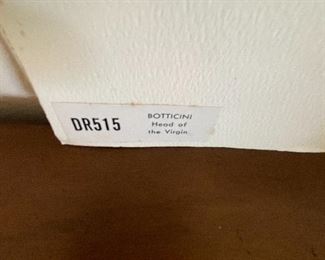 DR515
BOTTICINI
Head of
the Virgin